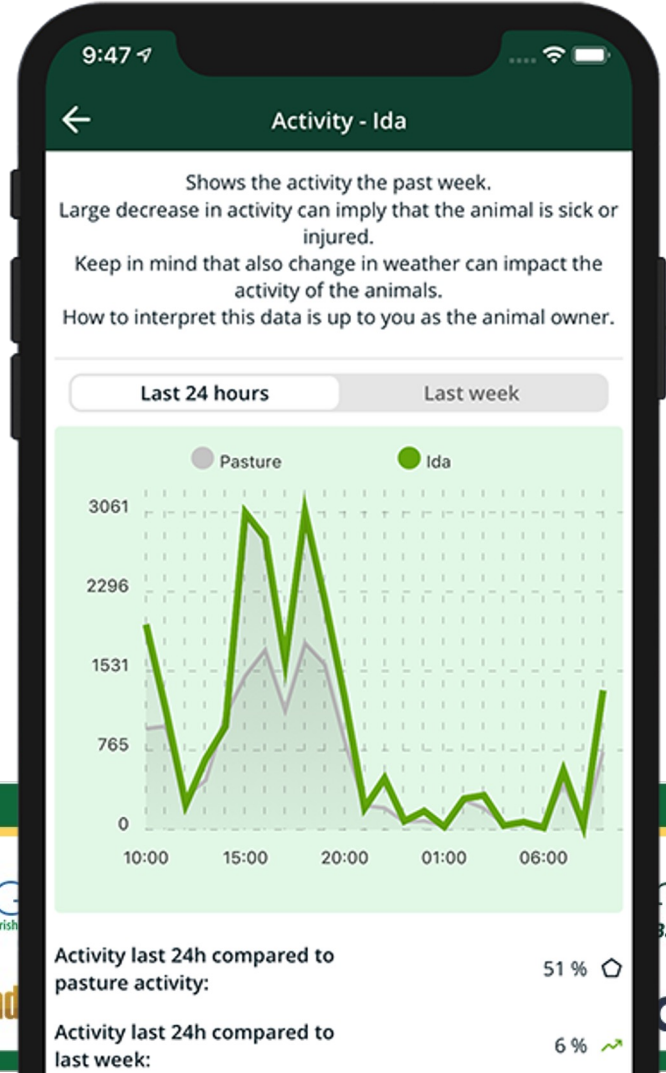 9:47
Activity - Ida
Shows the activity the past week.
Large decrease in activity can imply that the animal is sick or
injured.
Keep in mind that also change in weather can impact the
activity of the animals.
How to interpret this data is up to you as the animal owner.
Last 24 hours
Last week
Pasture
Ida
3061
2296
1531
765
0
10:00
15:00
20:00
01:00
06:00
Activity last 24h compared to
pasture activity:
51 %
Activity last 24h compared to
last week:
6 %